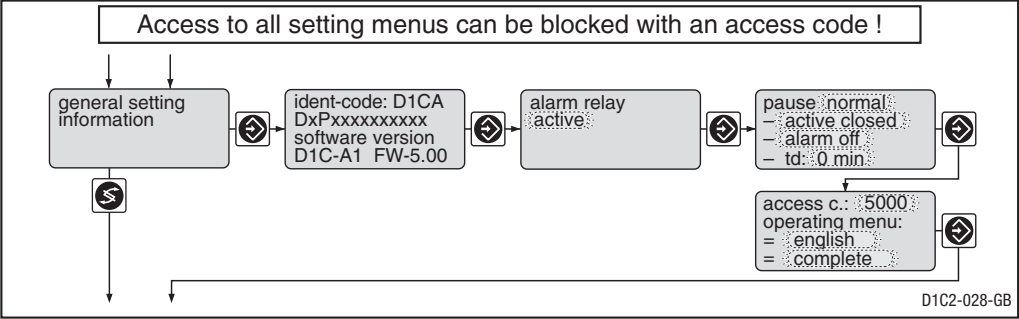 Access to all setting menus can be blocked with an access code !
general setting
information
ident-code: D1CA
DxPxxxxxxxxxx
software version
D1C-A1 FW-5.00
alarm relay
active
pause normal
– active closed
– alarm off
– td: 0 min
access c.: 5000
operating menu:
= english
= complete
D1C2-028-GB